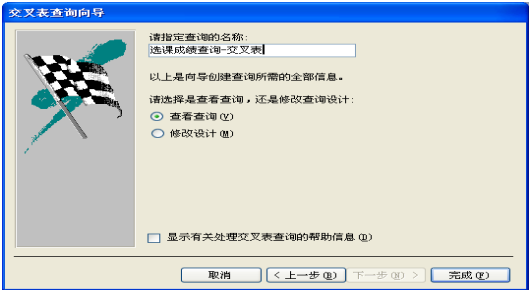 交叉表查询向导
请指定查询的名称:
选课成绩查询-交叉表
以上是向导创建查询所需的全部信息。
请选择是查看查询，还是修改查询设计:
查看查询(V)
修改设计(M)
显示有关处理交叉表查询的帮助信息(D)
取消 < 上一步(B) 下一步(N) > 完成(F)